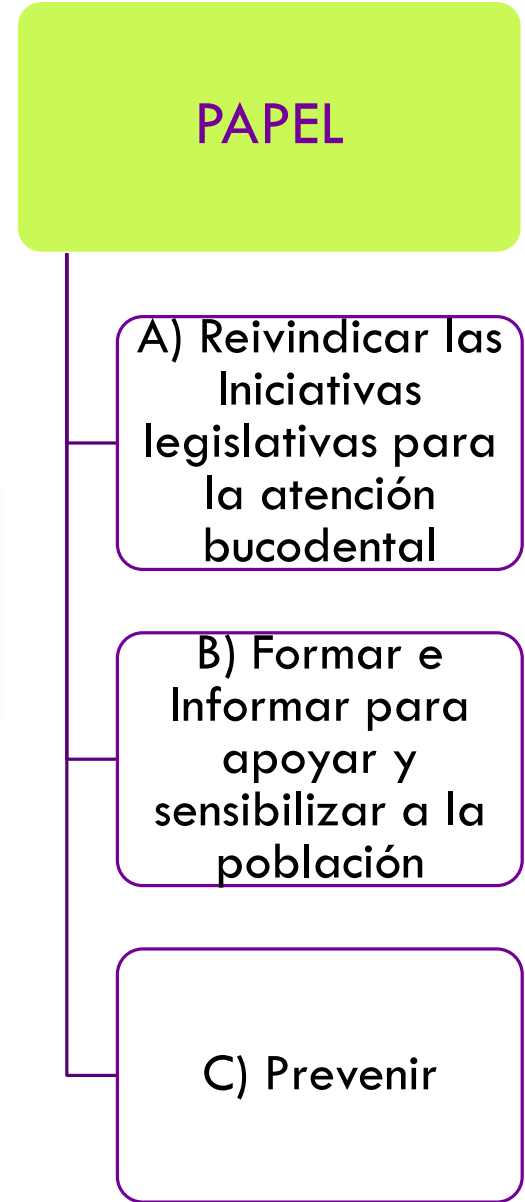 PAPEL
A) Reivindicar las
Iniciativas
legislativas para
la atención
bucodental
B) Formar e
Informar para
apoyar y
sensibilizar a la
población
C) Prevenir